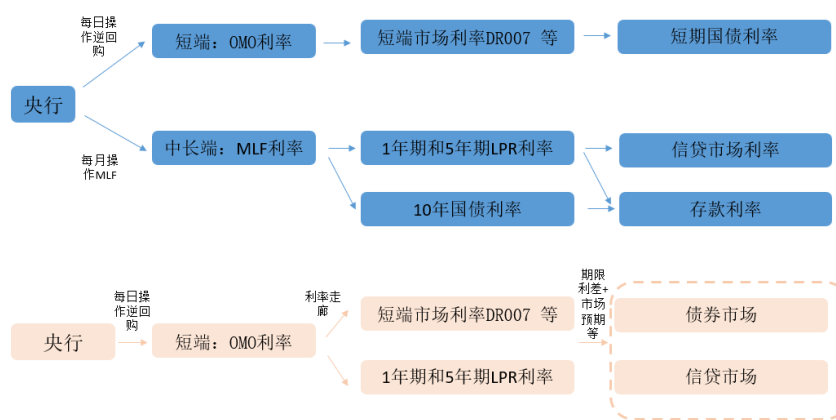 每日操
作逆回
购
短端：OMO利率
短端市场利率DR007 等
短期国债利率
央行
每月操
作MLF
中长端：MLF利率
1年期和5年期LPR利率
信贷市场利率
10年国债利率
存款利率
每日操
作逆回
购
利率走
廊
期限
利差+
市场
预期
等
央行
短端：OMO利率
短端市场利率DR007 等
债券市场
1年期和5年期LPR利率
信贷市场